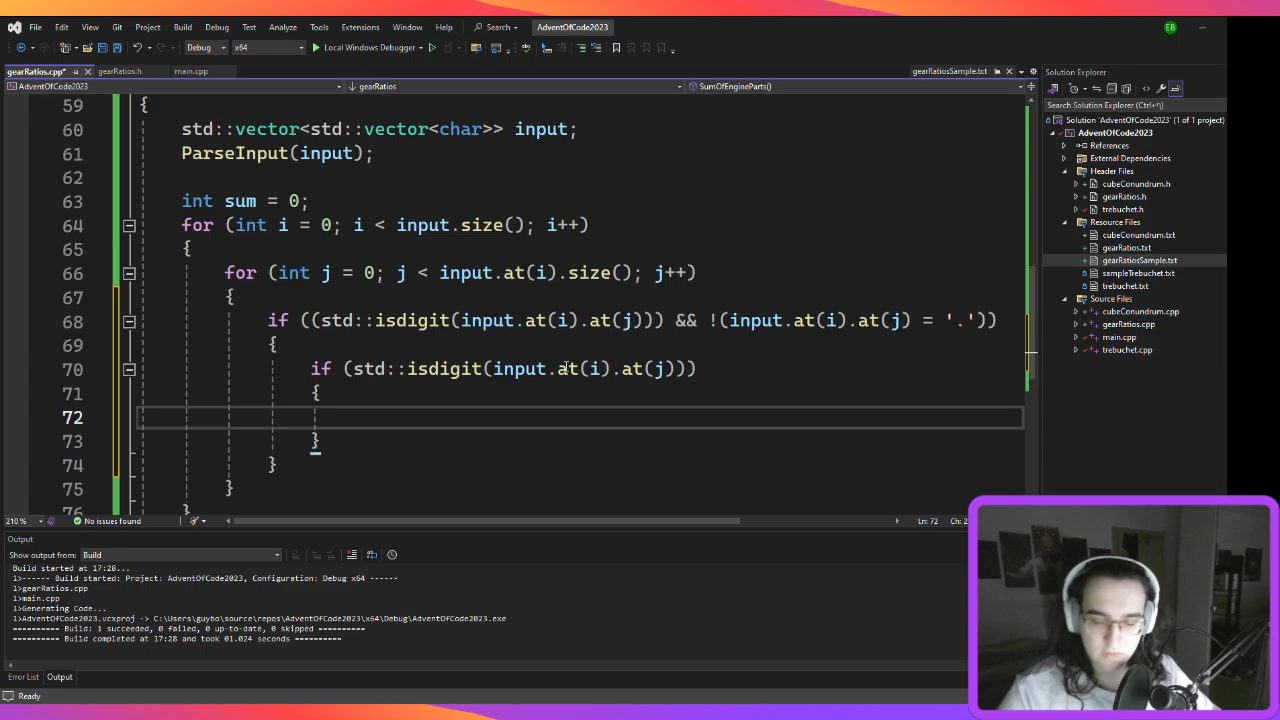 File Edit View Git Project Build Debug Test Analyze Tools Extensions Window Help Search AdventOfCode2023 EB
Debug x64 Local Windows Debugger
gearRatios.cpp* gearRatios.h main.cpp gearRatiosSample.txt
AdventOfCode2023 gearRatios SumOfEngineParts()
59 {
60 std::vector<std::vector<char>> input;
61 ParseInput(input);
62
63 int sum = 0;
64 for (int i = 0; i < input.size(); i++)
65 {
66 for (int j = 0; j < input.at(i).size(); j++)
67 {
68 if ((std::isdigit(input.at(i).at(j))) && !(input.at(i).at(j) = '.'))
69 {
70 if (std::isdigit(input.at(i).at(j)))
71 {
72
73 }
74 }
75 }
76 }
210 % No issues found Ln: 72
Output
Show output from: Build
Build started at 17:28...
1>------ Build started: Project: AdventOfCode2023, Configuration: Debug x64 ------
1>gearRatios.cpp
1>main.cpp
1>Generating Code...
1>AdventOfCode2023.vcxproj -> C:\Users\guybo\source\repos\AdventOfCode2023\x64\Debug\AdventOfCode2023.exe
========== Build: 1 succeeded, 0 failed, 0 up-to-date, 0 skipped ==========
========== Build completed at 17:28 and took 01.024 seconds ==========
Error List Output
Ready
Solution Explorer
Search Solution Explorer (Ctrl+^)
Solution 'AdventOfCode2023' (1 of 1 project)
AdventOfCode2023
References
External Dependencies
Header Files
cubeConundrum.h
gearRatios.h
trebuchet.h
Resource Files
cubeConundrum.txt
gearRatios.txt
gearRatiosSample.txt
sampleTrebuchet.txt
trebuchet.txt
Source Files
cubeConundrum.cpp
gearRatios.cpp
main.cpp
trebuchet.cpp